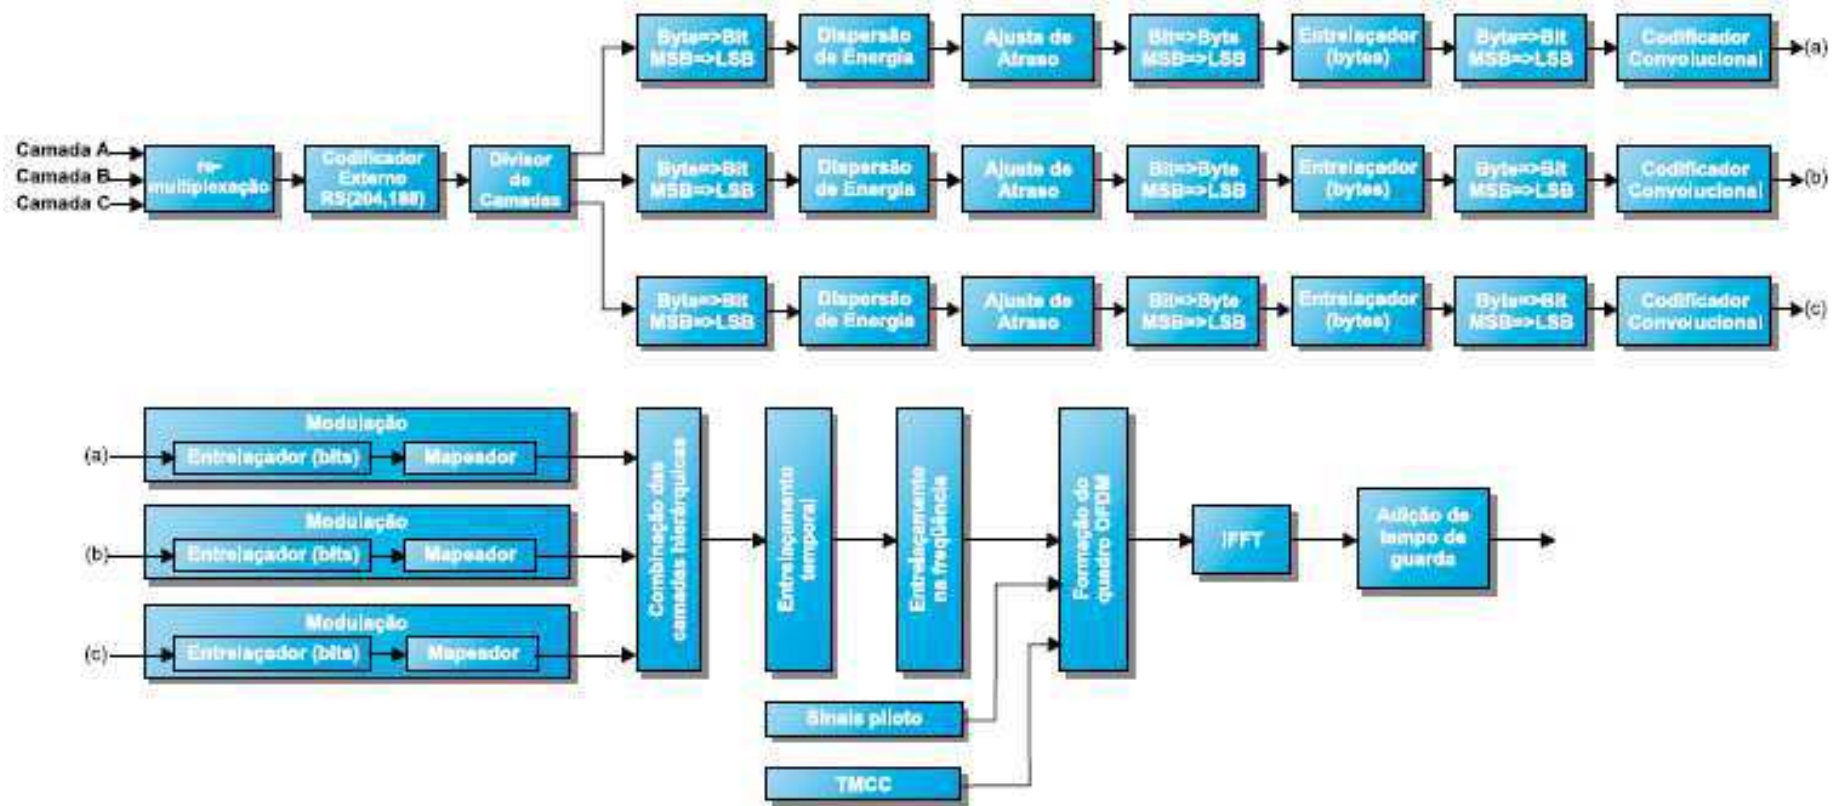 Byte=>Bit
MSB=>LSB
Dispersão
de Energia
Ajuste de
Atraso
Bit=>Byte
MSB=>LSB
Entrelaçador
(bytes)
Byte=>Bit
MSB=>LSB
Codificador
Convolucional
(a)
Camada A
Camada B
Camada C
re-
multiplexação
Codificador
Externo
RS(204,188)
Divisor
de
Camadas
Byte=>Bit
MSB=>LSB
Dispersão
de Energia
Ajuste de
Atraso
Bit=>Byte
MSB=>LSB
Entrelaçador
(bytes)
Byte=>Bit
MSB=>LSB
Codificador
Convolucional
(b)
Byte=>Bit
MSB=>LSB
Dispersão
de Energia
Ajuste de
Atraso
Bit=>Byte
MSB=>LSB
Entrelaçador
(bytes)
Byte=>Bit
MSB=>LSB
Codificador
Convolucional
(c)
(a)
Modulação
Entrelaçador (bits)
Mapeador
(b)
Modulação
Entrelaçador (bits)
Mapeador
(c)
Modulação
Entrelaçador (bits)
Mapeador
Combinação das
camadas hierárquicas
Entrelaçamento
temporal
Entrelaçamento
na freqüência
Formação do
quadro OFDM
IFFT
Adição de
tempo de
guarda
Sinais piloto
TMCC